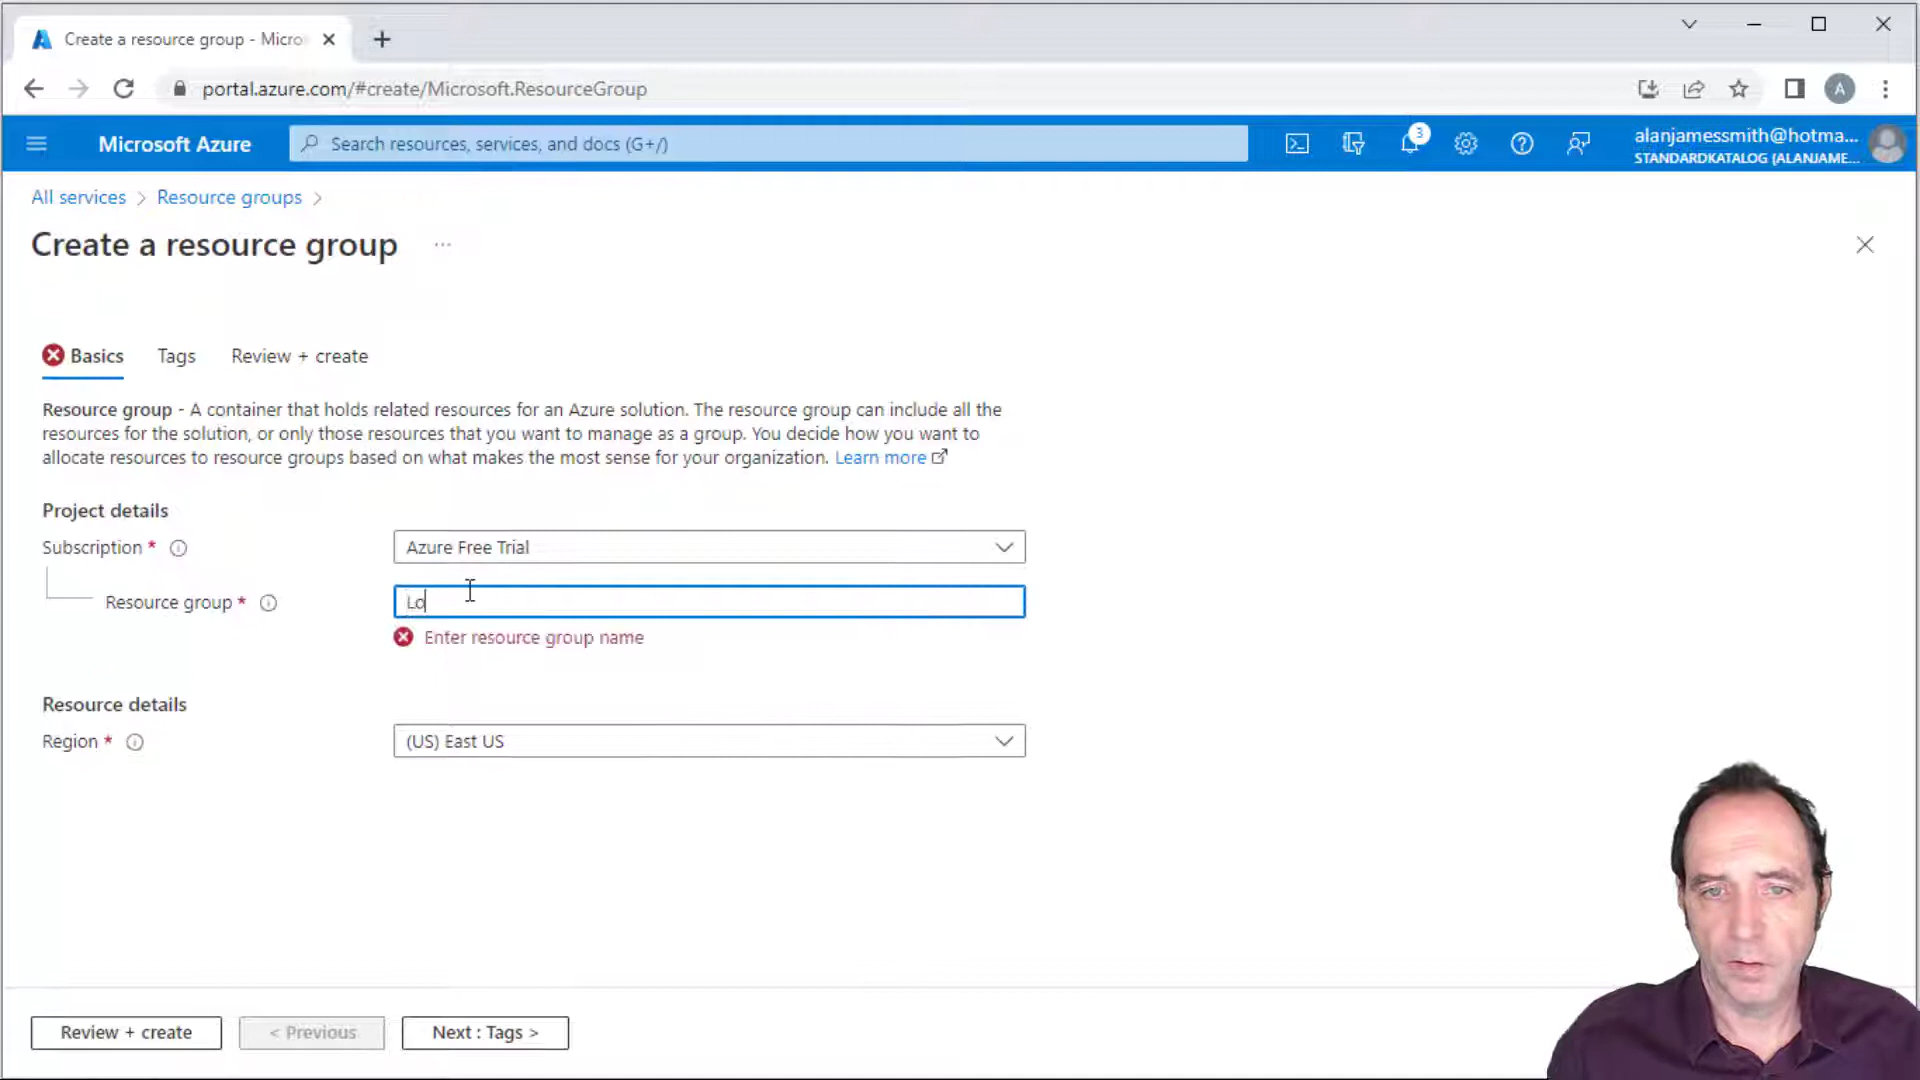 Create a resource group - Micro
portal.azure.com/#create/Microsoft.ResourceGroup
A
Microsoft Azure
Search resources, services, and docs (G+/)
3
alanjamessmith@hotma...
STANDARDKATALOG (ALANJAME...
All services > Resource groups >
Create a resource group ...
Basics
Tags
Review + create
Resource group - A container that holds related resources for an Azure solution. The resource group can include all the
resources for the solution, or only those resources that you want to manage as a group. You decide how you want to
allocate resources to resource groups based on what makes the most sense for your organization. Learn more
Project details
Subscription *
Azure Free Trial
Resource group *
Lo
Enter resource group name
Resource details
Region *
(US) East US
Review + create
< Previous
Next : Tags >